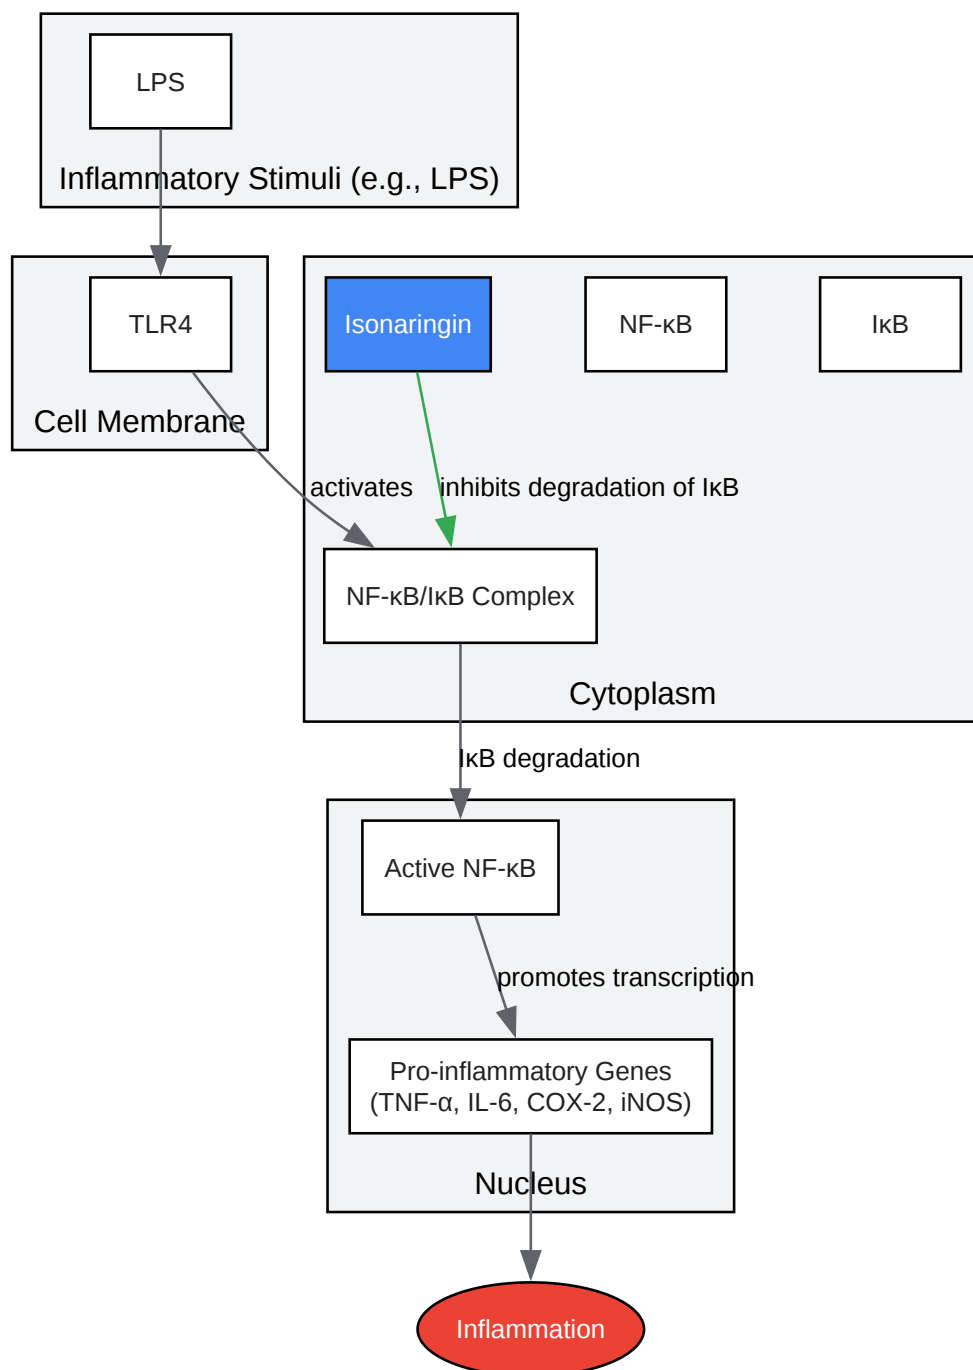 LPS
Inflammatory Stimuli (e.g., LPS)
TLR4
Cell Membrane
Isonaringin
NF-κB
IκB
activates
inhibits degradation of IκB
NF-κB/IκB Complex
Cytoplasm
IκB degradation
Active NF-κB
promotes transcription
Pro-inflammatory Genes
(TNF-α, IL-6, COX-2, iNOS)
Nucleus
Inflammation